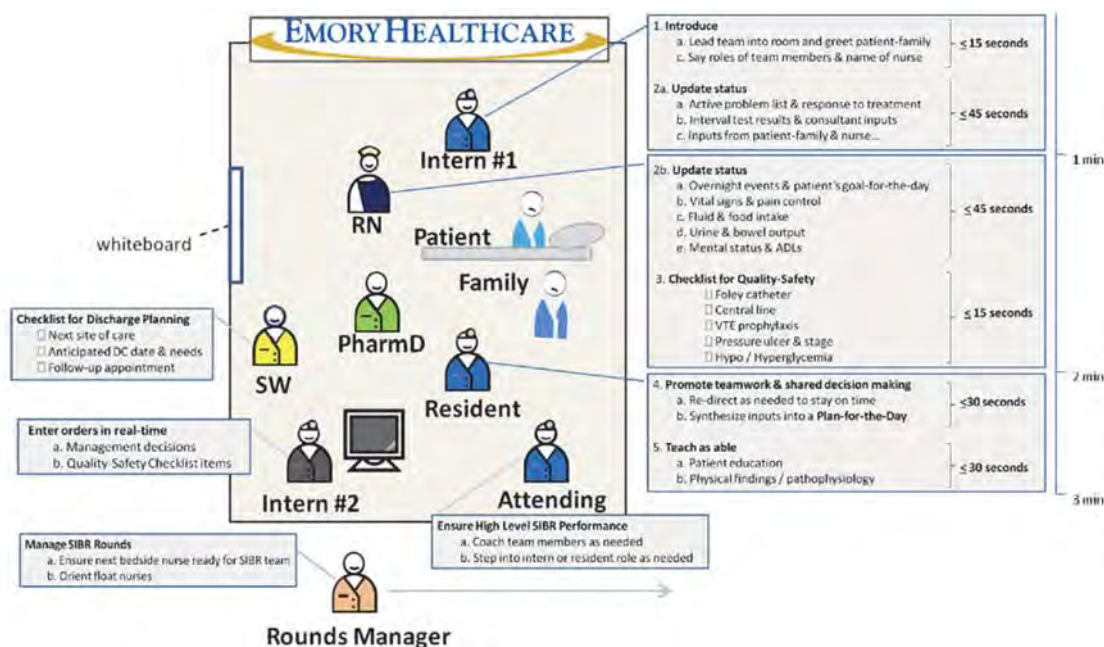 EMORY HEALTHCARE
1. Introduce
a. Lead team into room and greet patient-family
c. Say roles of team members & name of nurse
≤ 15 seconds
2a. Update status
a. Active problem list & response to treatment
b. Interval test results & consultant inputs
c. Inputs from patient-family & nurse...
≤ 45 seconds
1 min
Intern #1
RN
2b. Update status
a. Overnight events & patient's goal-for-the-day
b. Vital signs & pain control
c. Fluid & food intake
d. Urine & bowel output
e. Mental status & ADLs
≤ 45 seconds
whiteboard
Patient
Family
3. Checklist for Quality-Safety
Foley catheter
Central line
VTE prophylaxis
Pressure ulcer & stage
Hypo / Hyperglycemia
≤ 15 seconds
2 min
Checklist for Discharge Planning
Next site of care
Anticipated DC date & needs
Follow-up appointment
SW
PharmD
Resident
4. Promote teamwork & shared decision making
a. Re-direct as needed to stay on time
b. Synthesize inputs into a Plan-for-the-Day
≤30 seconds
5. Teach as able
a. Patient education
b. Physical findings / pathophysiology
≤ 30 seconds
3 min
Enter orders in real-time
a. Management decisions
b. Quality-Safety Checklist items
Intern #2
Attending
Ensure High Level SIBR Performance
a. Coach team members as needed
b. Step into intern or resident role as needed
Manage SIBR Rounds
a. Ensure next bedside nurse ready for SIBR team
b. Orient float nurses
Rounds Manager